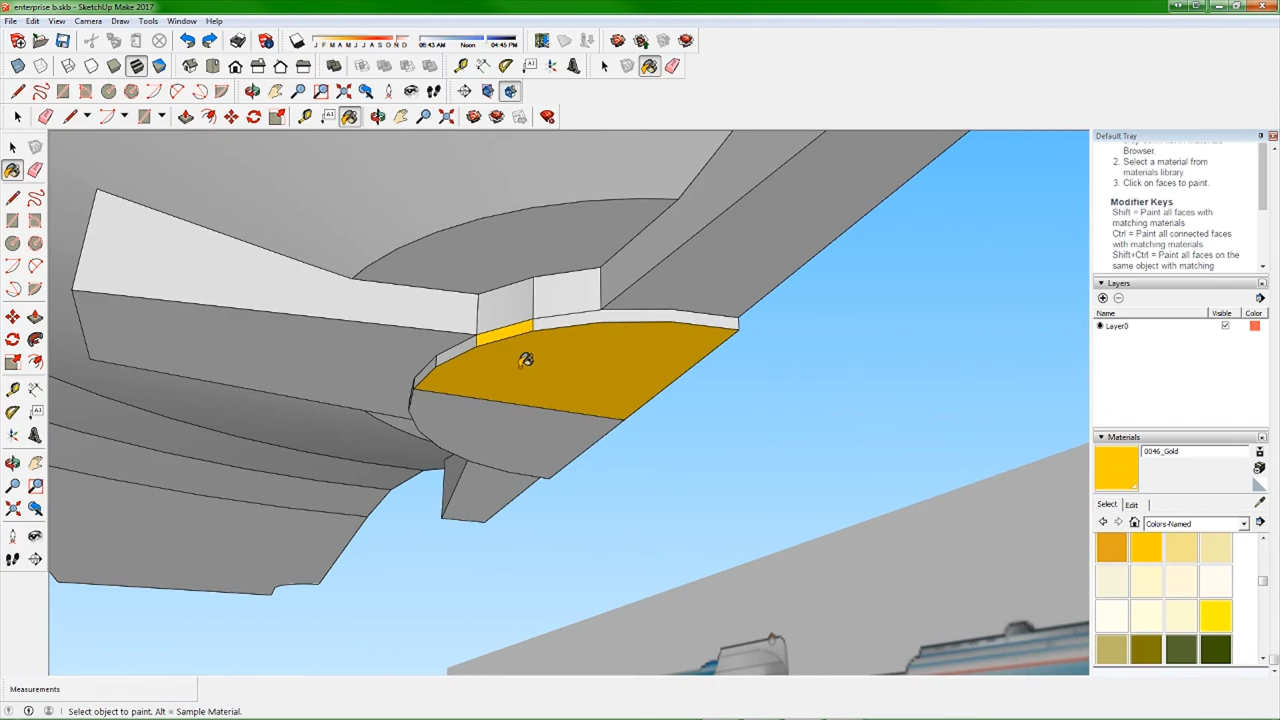 enterprise b.skb - SketchUp Make 2017
File Edit View Camera Draw Tools Window Help
J F M A M J J A S O N D 08:43 AM Noon 04:45 PM
Default Tray
Browser.
2. Select a material from
materials library.
3. Click on faces to paint.
Modifier Keys
Shift = Paint all faces with
matching materials
Ctrl = Paint all connected faces
with matching materials
Shift+Ctrl = Paint all faces on the
same object with matching
Layers
Name Visible Color
Layer0
Materials
0046_Gold
Select Edit
Colors-Named
Measurements
Select object to paint. Alt = Sample Material.